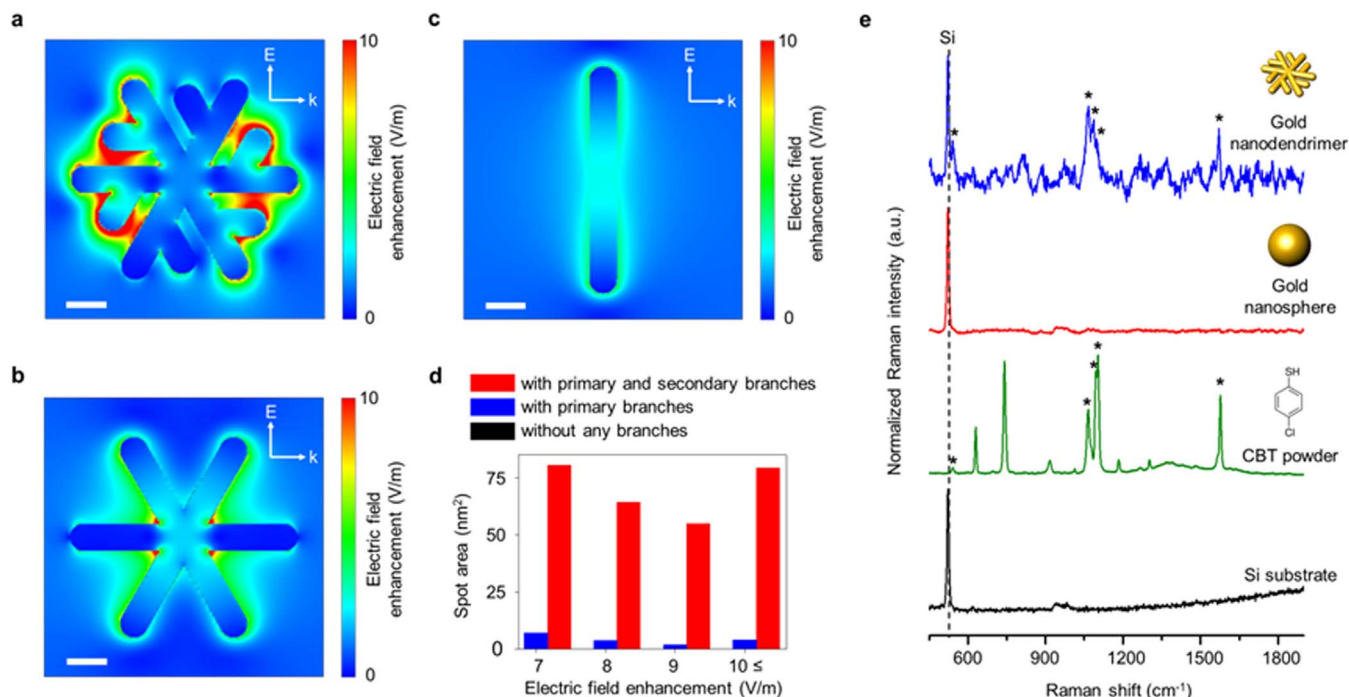 a
10
E
k
Electric field
enhancement (V/m)
0
b
10
E
k
Electric field
enhancement (V/m)
0
c
10
E
k
Electric field
enhancement (V/m)
0
d
with primary and secondary branches
with primary branches
without any branches
75
50
25
0
Spot area (nm²)
7 8 9 10 ≤
Electric field enhancement (V/m)
e
Si
*
*
*
*
*
Gold
nanodendrimer
Gold
nanosphere
*
*
*
*
*
SH
Cl
CBT powder
Si substrate
Normalized Raman intensity (a.u.)
600 900 1200 1500 1800
Raman shift (cm⁻¹)